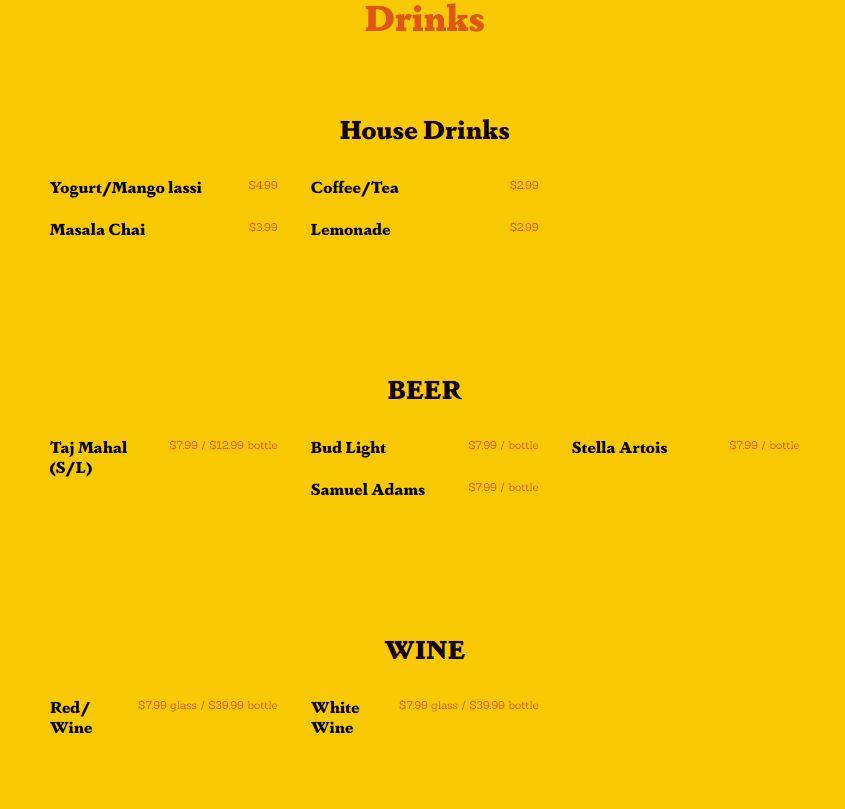 Drinks
House Drinks
Yogurt/Mango lassi $4.99
Coffee/Tea $2.99
Masala Chai $3.99
Lemonade $2.99
BEER
Taj Mahal $7.99 / $12.99 bottle
(S/L)
Bud Light $7.99 / bottle
Stella Artois $7.99 / bottle
Samuel Adams $7.99 / bottle
WINE
Red/ $7.99 glass / $39.99 bottle
Wine
White $7.99 glass / $39.99 bottle
Wine